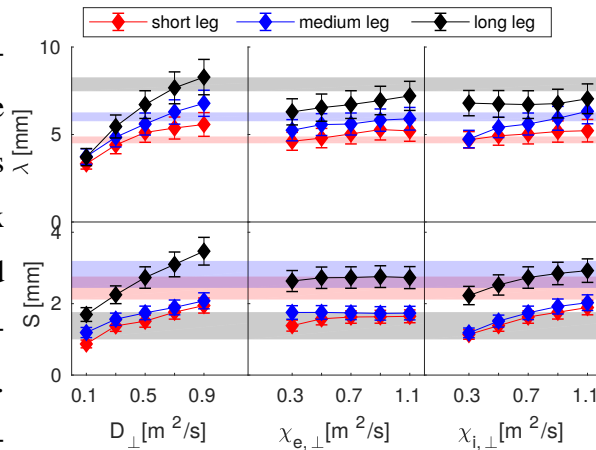 short leg medium leg long leg
10
5
0
λ [mm]
4
2
0
S [mm]
0.1 0.5 0.9 0.3 0.7 1.1 0.3 0.7 1.1
D⊥[m²/s] χe,⊥[m²/s] χi,⊥[m²/s]